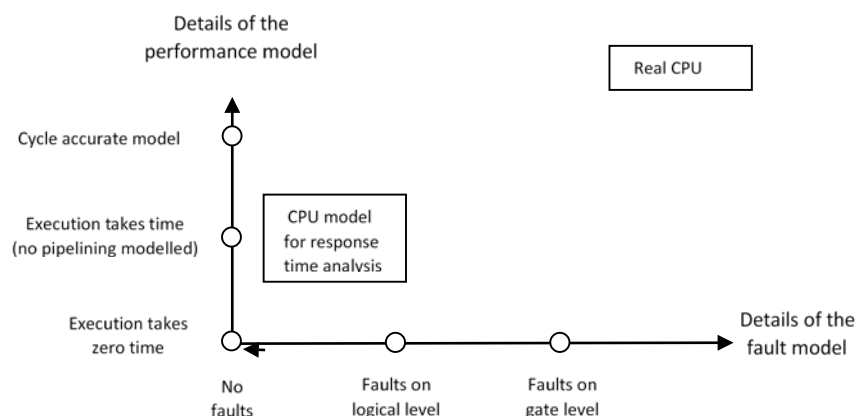 Details of the
performance model
Real CPU
Cycle accurate model
Execution takes time
(no pipelining modelled)
CPU model
for response
time analysis
Execution takes
zero time
Details of the
fault model
No
faults
Faults on
logical level
Faults on
gate level